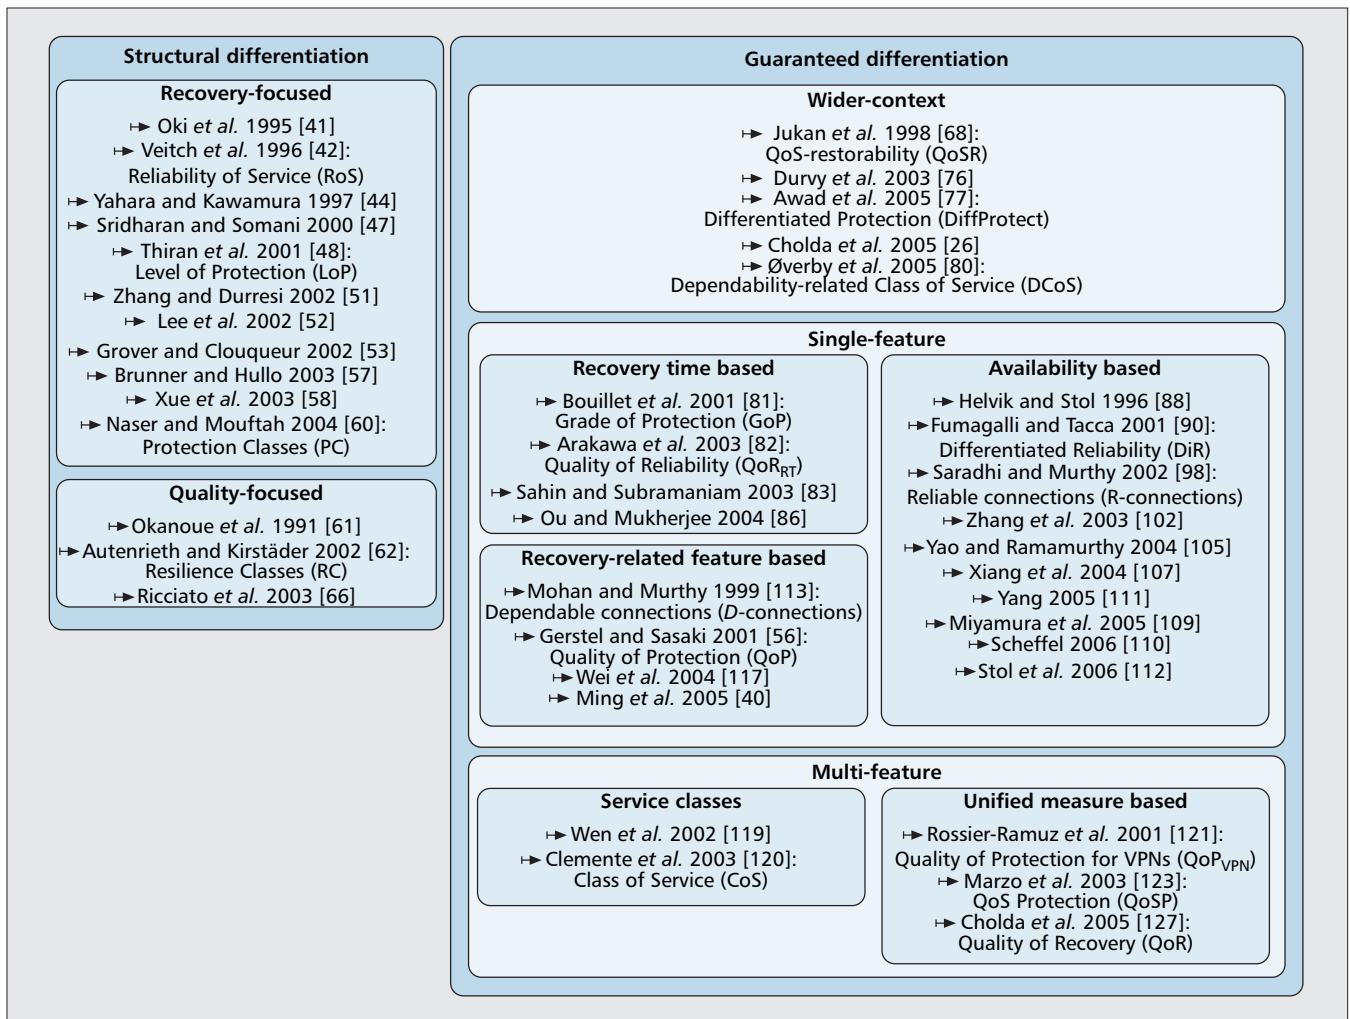 Structural differentiation
Recovery-focused
↦ Oki et al. 1995 [41]
↦ Veitch et al. 1996 [42]:
Reliability of Service (RoS)
↦ Yahara and Kawamura 1997 [44]
↦ Sridharan and Somani 2000 [47]
↦ Thiran et al. 2001 [48]:
Level of Protection (LoP)
↦ Zhang and Durresi 2002 [51]
↦ Lee et al. 2002 [52]
↦ Grover and Clouqueur 2002 [53]
↦ Brunner and Hullo 2003 [57]
↦ Xue et al. 2003 [58]
↦ Naser and Mouftah 2004 [60]:
Protection Classes (PC)
Quality-focused
↦ Okanoue et al. 1991 [61]
↦ Autenrieth and Kirstäder 2002 [62]:
Resilience Classes (RC)
↦ Ricciato et al. 2003 [66]
Guaranteed differentiation
Wider-context
↦ Jukan et al. 1998 [68]:
QoS-restorability (QoSR)
↦ Durvy et al. 2003 [76]
↦ Awad et al. 2005 [77]:
Differentiated Protection (DiffProtect)
↦ Cholda et al. 2005 [26]
↦ Øverby et al. 2005 [80]:
Dependability-related Class of Service (DCoS)
Single-feature
Recovery time based
↦ Bouillet et al. 2001 [81]:
Grade of Protection (GoP)
↦ Arakawa et al. 2003 [82]:
Quality of Reliability (QoR_RT)
↦ Sahin and Subramaniam 2003 [83]
↦ Ou and Mukherjee 2004 [86]
Recovery-related feature based
↦ Mohan and Murthy 1999 [113]:
Dependable connections (D-connections)
↦ Gerstel and Sasaki 2001 [56]:
Quality of Protection (QoP)
↦ Wei et al. 2004 [117]
↦ Ming et al. 2005 [40]
Availability based
↦ Helvik and Stol 1996 [88]
↦ Fumagalli and Tacca 2001 [90]:
Differentiated Reliability (DiR)
↦ Saradhi and Murthy 2002 [98]:
Reliable connections (R-connections)
↦ Zhang et al. 2003 [102]
↦ Yao and Ramamurthy 2004 [105]
↦ Xiang et al. 2004 [107]
↦ Yang 2005 [111]
↦ Miyamura et al. 2005 [109]
↦ Scheffel 2006 [110]
↦ Stol et al. 2006 [112]
Multi-feature
Service classes
↦ Wen et al. 2002 [119]
↦ Clemente et al. 2003 [120]:
Class of Service (CoS)
Unified measure based
↦ Rossier-Ramuz et al. 2001 [121]:
Quality of Protection for VPNs (QoP_VPN)
↦ Marzo et al. 2003 [123]:
QoS Protection (QoSP)
↦ Cholda et al. 2005 [127]:
Quality of Recovery (QoR)